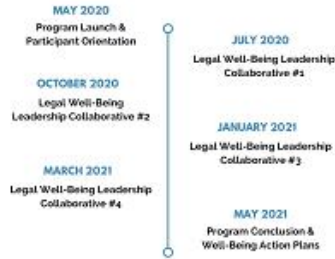 MAY 2020
Program Launch &
Participant Orientation
JULY 2020
Legal Well-Being Leadership
Collaborative #1
OCTOBER 2020
Legal Well-Being
Leadership Collaborative #2
JANUARY 2021
Legal Well-Being Leadership
Collaborative #3
MARCH 2021
Legal Well-Being Leadership
Collaborative #4
MAY 2021
Program Conclusion &
Well-Being Action Plans